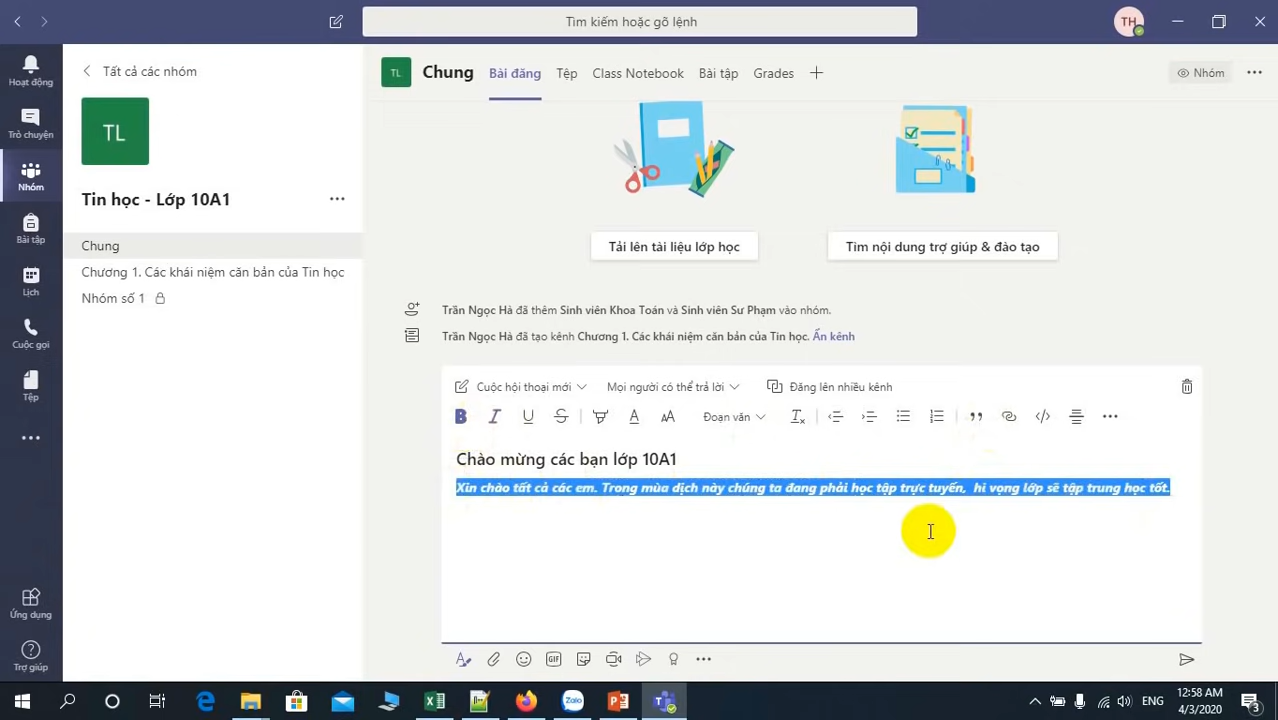 Tìm kiếm hoặc gõ lệnh
TH
Hoạt động
Trò chuyện
Nhóm
Bài tập
Lịch
Cuộc gọi
Tệp
Ứng dụng
Trợ giúp
Tất cả các nhóm
TL
Tin học - Lớp 10A1
Chung
Chương 1. Các khái niệm căn bản của Tin học
Nhóm số 1
TL
Chung
Bài đăng
Tệp
Class Notebook
Bài tập
Grades
Nhóm
Tải lên tài liệu lớp học
Tìm nội dung trợ giúp & đào tạo
Trần Ngọc Hà đã thêm Sinh viên Khoa Toán và Sinh viên Sư Phạm vào nhóm.
Trần Ngọc Hà đã tạo kênh Chương 1. Các khái niệm căn bản của Tin học. Ẩn kênh
Cuộc hội thoại mới
Mọi người có thể trả lời
Đăng lên nhiều kênh
B I U S A AA Đoạn văn Tx
Chào mừng các bạn lớp 10A1
Xin chào tất cả các em. Trong mùa dịch này chúng ta đang phải học tập trực tuyến,  hi vọng lớp sẽ tập trung học tốt.
GIF
Zalo
ENG
12:58 AM
4/3/2020
3